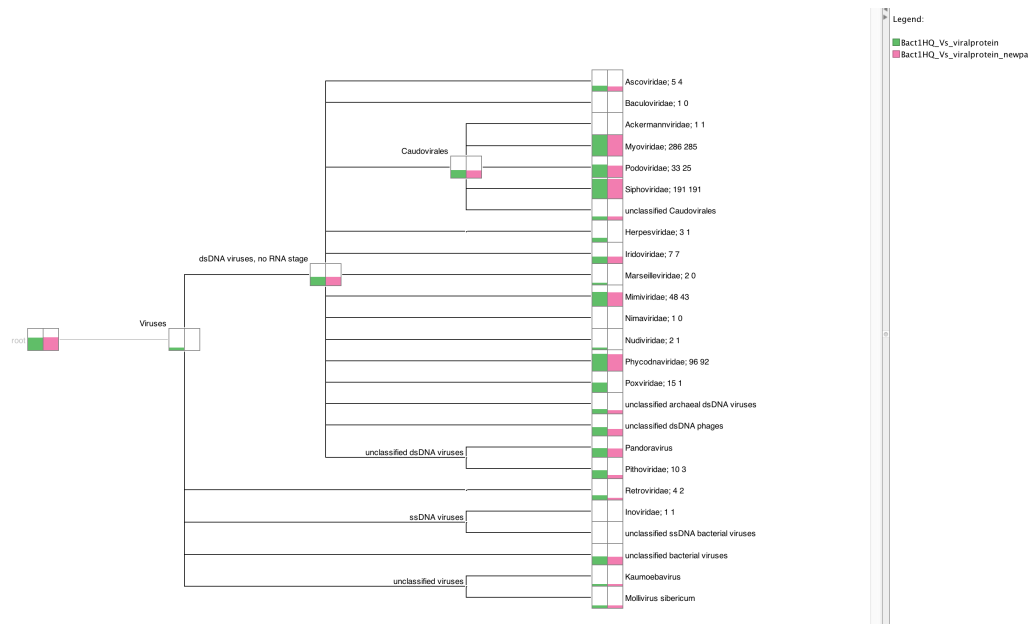 Legend:
Bact1HQ_Vs_viralprotein
Bact1HQ_Vs_viralprotein_newpa
Ascoviridae; 5 4
Baculoviridae; 1 0
Ackermannviridae; 1 1
Caudovirales
Myoviridae; 286 285
Podoviridae; 33 25
Siphoviridae; 191 191
unclassified Caudovirales
Herpesviridae; 3 1
dsDNA viruses, no RNA stage
Iridoviridae; 7 7
Marseilleviridae; 2 0
Mimiviridae; 48 43
Nimaviridae; 1 0
Viruses
root
Nudiviridae; 2 1
Phycodnaviridae; 96 92
Poxviridae; 15 1
unclassified archaeal dsDNA viruses
unclassified dsDNA phages
unclassified dsDNA viruses
Pandoravirus
Pithoviridae; 10 3
Retroviridae; 4 2
Inoviridae; 1 1
ssDNA viruses
unclassified ssDNA bacterial viruses
unclassified bacterial viruses
Kaumoebavirus
unclassified viruses
Mollivirus sibericum